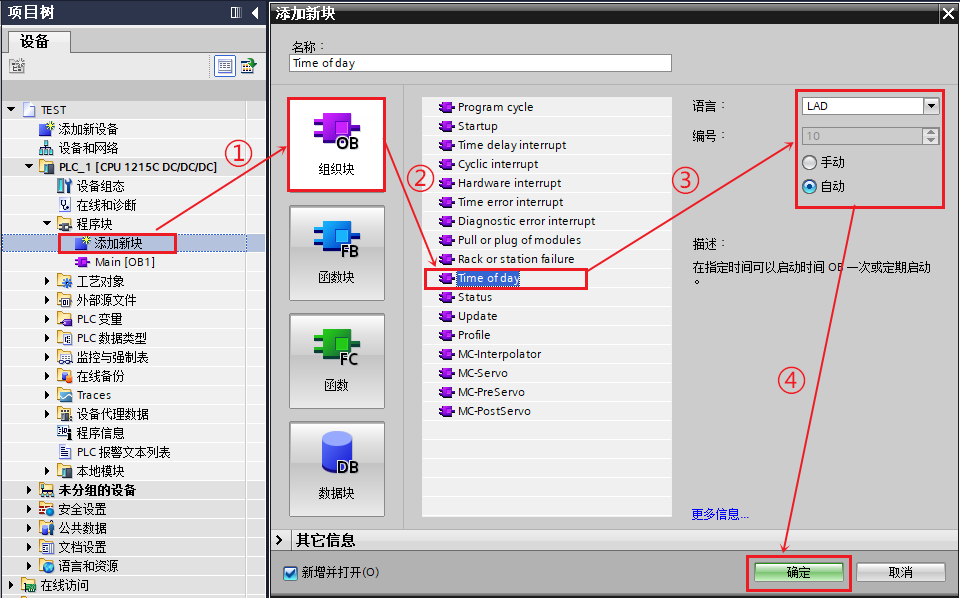 项目树
设备
TEST
添加新设备
设备和网络
PLC_1 [CPU 1215C DC/DC/DC]
设备组态
在线和诊断
程序块
添加新块
Main [OB1]
工艺对象
外部源文件
PLC 变量
PLC 数据类型
监控与强制表
在线备份
Traces
设备代理数据
程序信息
PLC 报警文本列表
本地模块
未分组的设备
安全设置
公共数据
文档设置
语言和资源
在线访问
①
添加新块
名称：
Time of day
OB
组织块
FB
函数块
FC
函数
DB
数据块
②
Program cycle
Startup
Time delay interrupt
Cyclic interrupt
Hardware interrupt
Time error interrupt
Diagnostic error interrupt
Pull or plug of modules
Rack or station failure
Time of day
Status
Update
Profile
MC-Interpolator
MC-Servo
MC-PreServo
MC-PostServo
③
语言：
LAD
编号：
10
手动
自动
描述：
在指定时间可以启动时间 OB 一次或定期启动
。
④
更多信息...
其它信息
新增并打开(O)
确定
取消